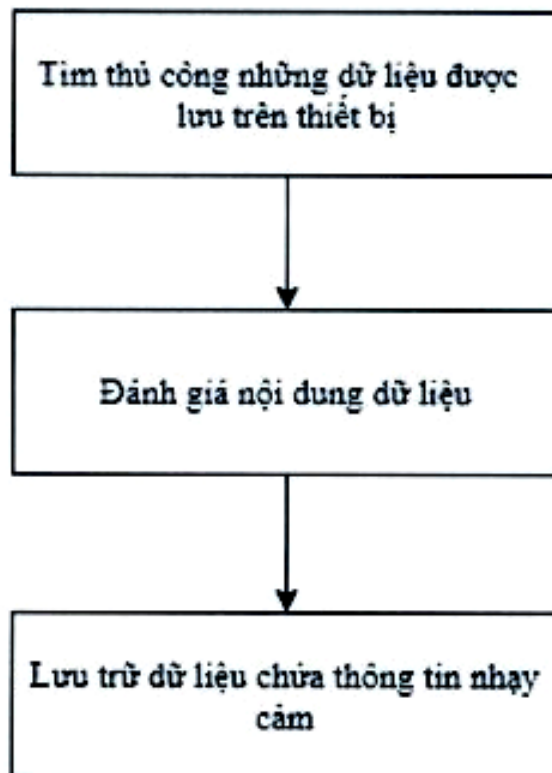 Tìm thủ công những dữ liệu được
lưu trên thiết bị
Đánh giá nội dung dữ liệu
Lưu trữ dữ liệu chứa thông tin nhạy
cảm